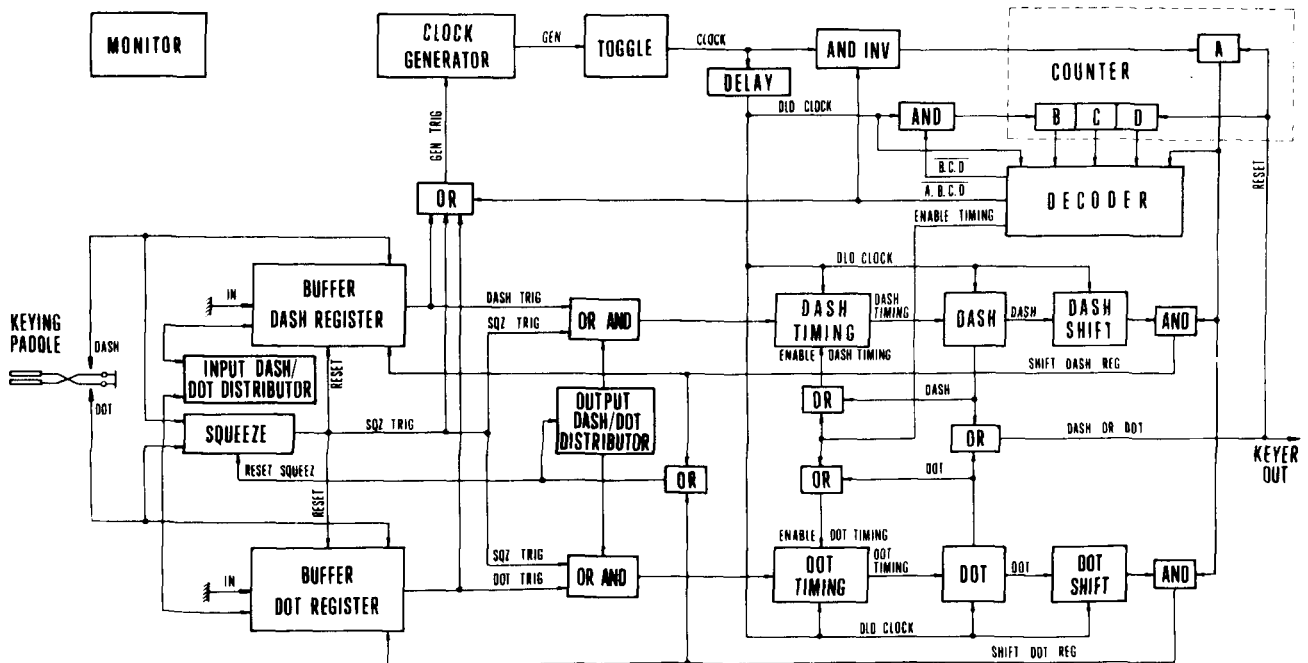 MONITOR
CLOCK
GENERATOR
GEN
TOGGLE
CLOCK
AND INV
A
COUNTER
DELAY
DLD CLOCK
AND
B C D
GEN TRIG
B.C.D
A.B.C.D
OR
DECODER
RESET
ENABLE TIMING
DLD CLOCK
IN
BUFFER
DASH REGISTER
DASH TRIG
SQZ TRIG
OR AND
DASH
TIMING
DASH
TIMING
DASH
DASH
DASH
SHIFT
AND
KEYING
PADDLE
DASH
DOT
INPUT DASH/
DOT DISTRIBUTOR
RESET
ENABLE DASH TIMING
SHIFT DASH REG
OUTPUT
DASH/DOT
DISTRIBUTOR
OR
DASH
SQUEEZE
SQZ TRIG
OR
DASH OR DOT
KEYER
OUT
RESET SQUEEZ
OR
OR
DOT
RESET
ENABLE DOT TIMING
SQZ TRIG
DOT TRIG
OR AND
IN
BUFFER
DOT REGISTER
DOT
TIMING
DOT
TIMING
DOT
DOT
DOT
SHIFT
AND
DLD CLOCK
SHIFT DOT REG